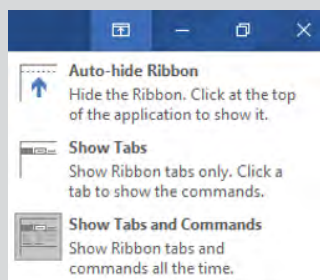 Auto-hide Ribbon
Hide the Ribbon. Click at the top
of the application to show it.
Show Tabs
Show Ribbon tabs only. Click a
tab to show the commands.
Show Tabs and Commands
Show Ribbon tabs and
commands all the time.